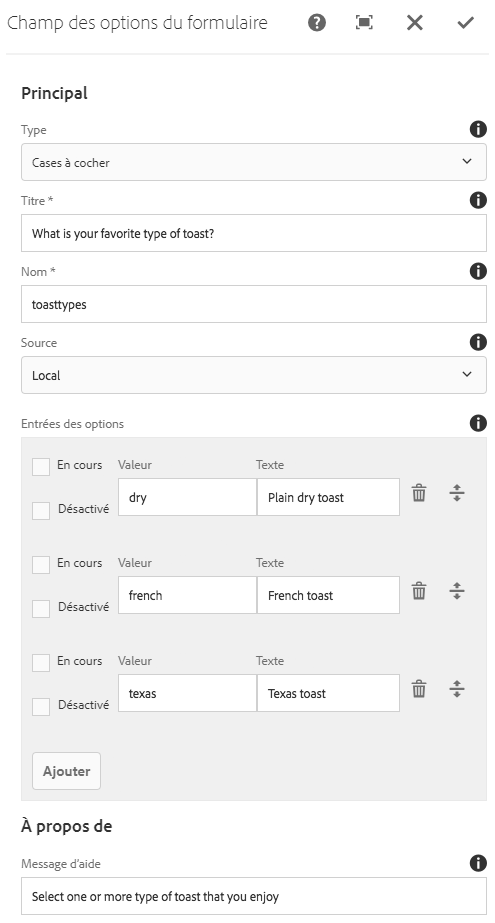 Champ des options du formulaire
Principal
Type
Cases à cocher
Titre *
What is your favorite type of toast?
Nom *
toasttypes
Source
Local
Entrées des options
En cours Valeur Texte
dry Plain dry toast
Désactivé
En cours Valeur Texte
french French toast
Désactivé
En cours Valeur Texte
texas Texas toast
Désactivé
Ajouter
À propos de
Message d'aide
Select one or more type of toast that you enjoy